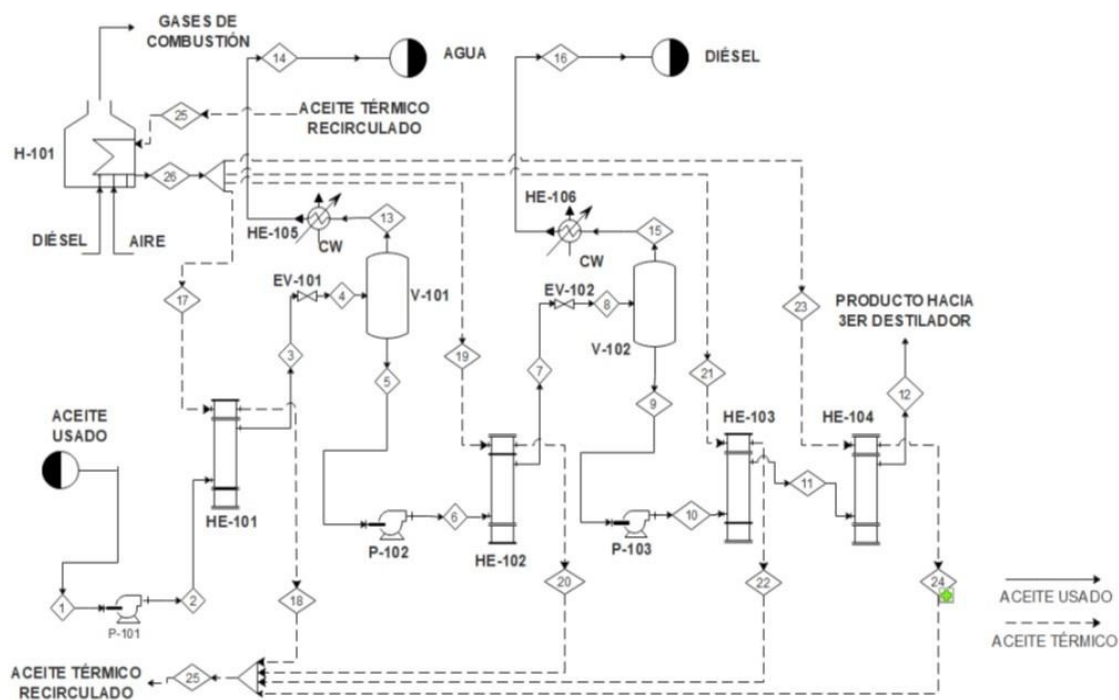 GASES DE
COMBUSTIÓN
14
AGUA
16
DIÉSEL
25
ACEITE TÉRMICO
RECIRCULADO
H-101
26
HE-105
13
CW
HE-106
15
CW
DIÉSEL
AIRE
EV-101
4
V-101
EV-102
8
V-102
17
3
5
19
7
9
21
23
PRODUCTO HACIA
3ER DESTILADOR
12
ACEITE
USADO
HE-101
HE-103
HE-104
11
P-102
6
HE-102
P-103
10
1
P-101
2
18
20
22
24
ACEITE USADO
ACEITE TÉRMICO
ACEITE TÉRMICO
RECIRCULADO
25